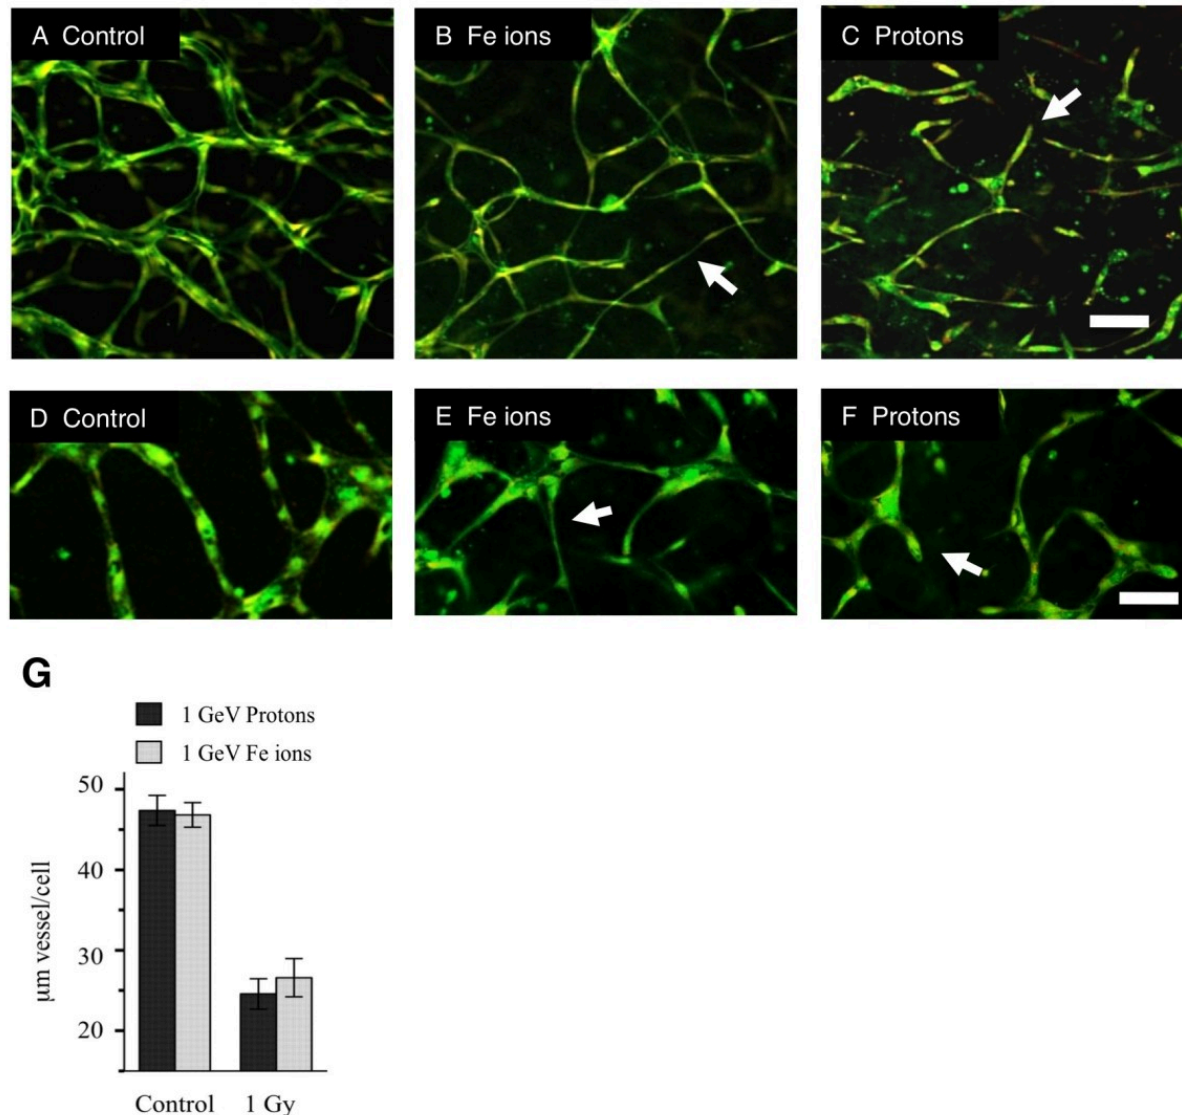 A Control
B Fe ions
C Protons
D Control
E Fe ions
F Protons
G
1 GeV Protons
1 GeV Fe ions
50
40
30
20
µm vessel/cell
Control
1 Gy